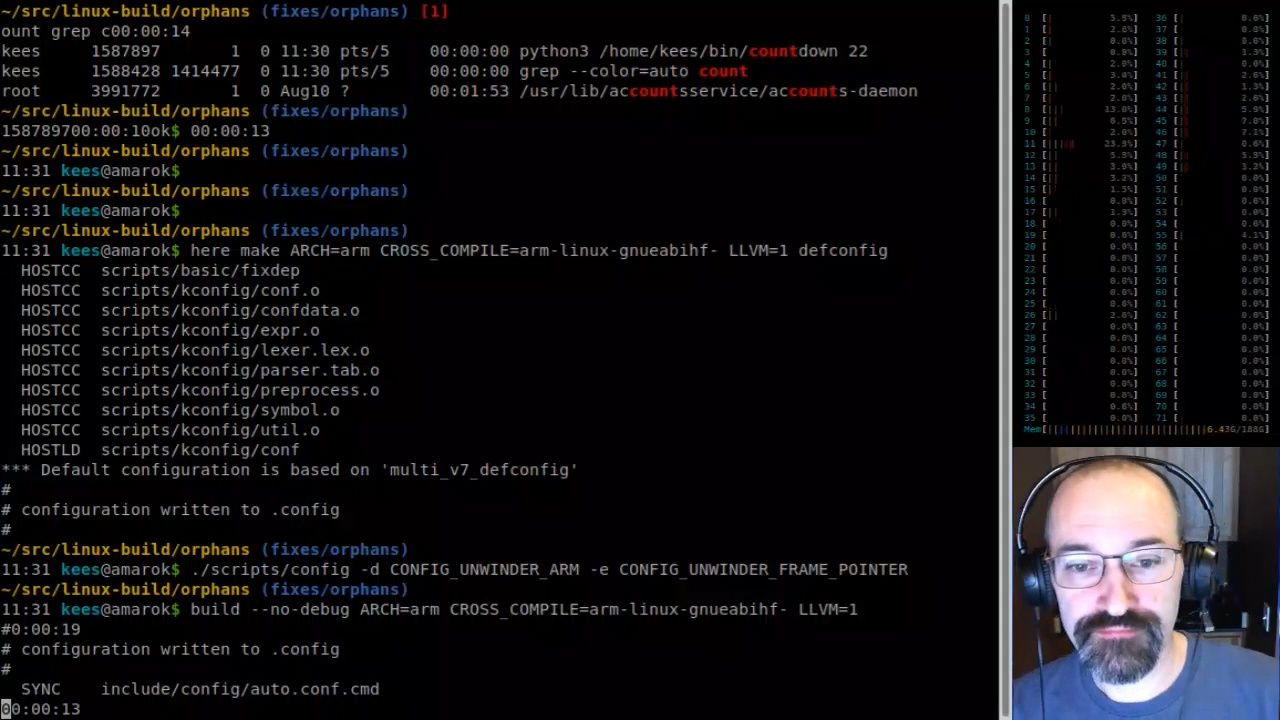 ~/src/linux-build/orphans (fixes/orphans) [1]
ount grep c00:00:14
kees     1587897       1  0 11:30 pts/5    00:00:00 python3 /home/kees/bin/countdown 22
kees     1588428 1414477  0 11:30 pts/5    00:00:00 grep --color=auto count
root     3991772       1  0 Aug10 ?        00:01:53 /usr/lib/accountsservice/accounts-daemon
~/src/linux-build/orphans (fixes/orphans)
158789700:00:10ok$ 00:00:13
~/src/linux-build/orphans (fixes/orphans)
11:31 kees@amarok$
~/src/linux-build/orphans (fixes/orphans)
11:31 kees@amarok$
~/src/linux-build/orphans (fixes/orphans)
11:31 kees@amarok$ here make ARCH=arm CROSS_COMPILE=arm-linux-gnueabihf- LLVM=1 defconfig
  HOSTCC  scripts/basic/fixdep
  HOSTCC  scripts/kconfig/conf.o
  HOSTCC  scripts/kconfig/confdata.o
  HOSTCC  scripts/kconfig/expr.o
  HOSTCC  scripts/kconfig/lexer.lex.o
  HOSTCC  scripts/kconfig/parser.tab.o
  HOSTCC  scripts/kconfig/preprocess.o
  HOSTCC  scripts/kconfig/symbol.o
  HOSTCC  scripts/kconfig/util.o
  HOSTLD  scripts/kconfig/conf
*** Default configuration is based on 'multi_v7_defconfig'
#
# configuration written to .config
#
~/src/linux-build/orphans (fixes/orphans)
11:31 kees@amarok$ ./scripts/config -d CONFIG_UNWINDER_ARM -e CONFIG_UNWINDER_FRAME_POINTER
~/src/linux-build/orphans (fixes/orphans)
11:31 kees@amarok$ build --no-debug ARCH=arm CROSS_COMPILE=arm-linux-gnueabihf- LLVM=1
#0:00:19
# configuration written to .config
#
  SYNC    include/config/auto.conf.cmd
00:00:13
Mem 6.43G/188G